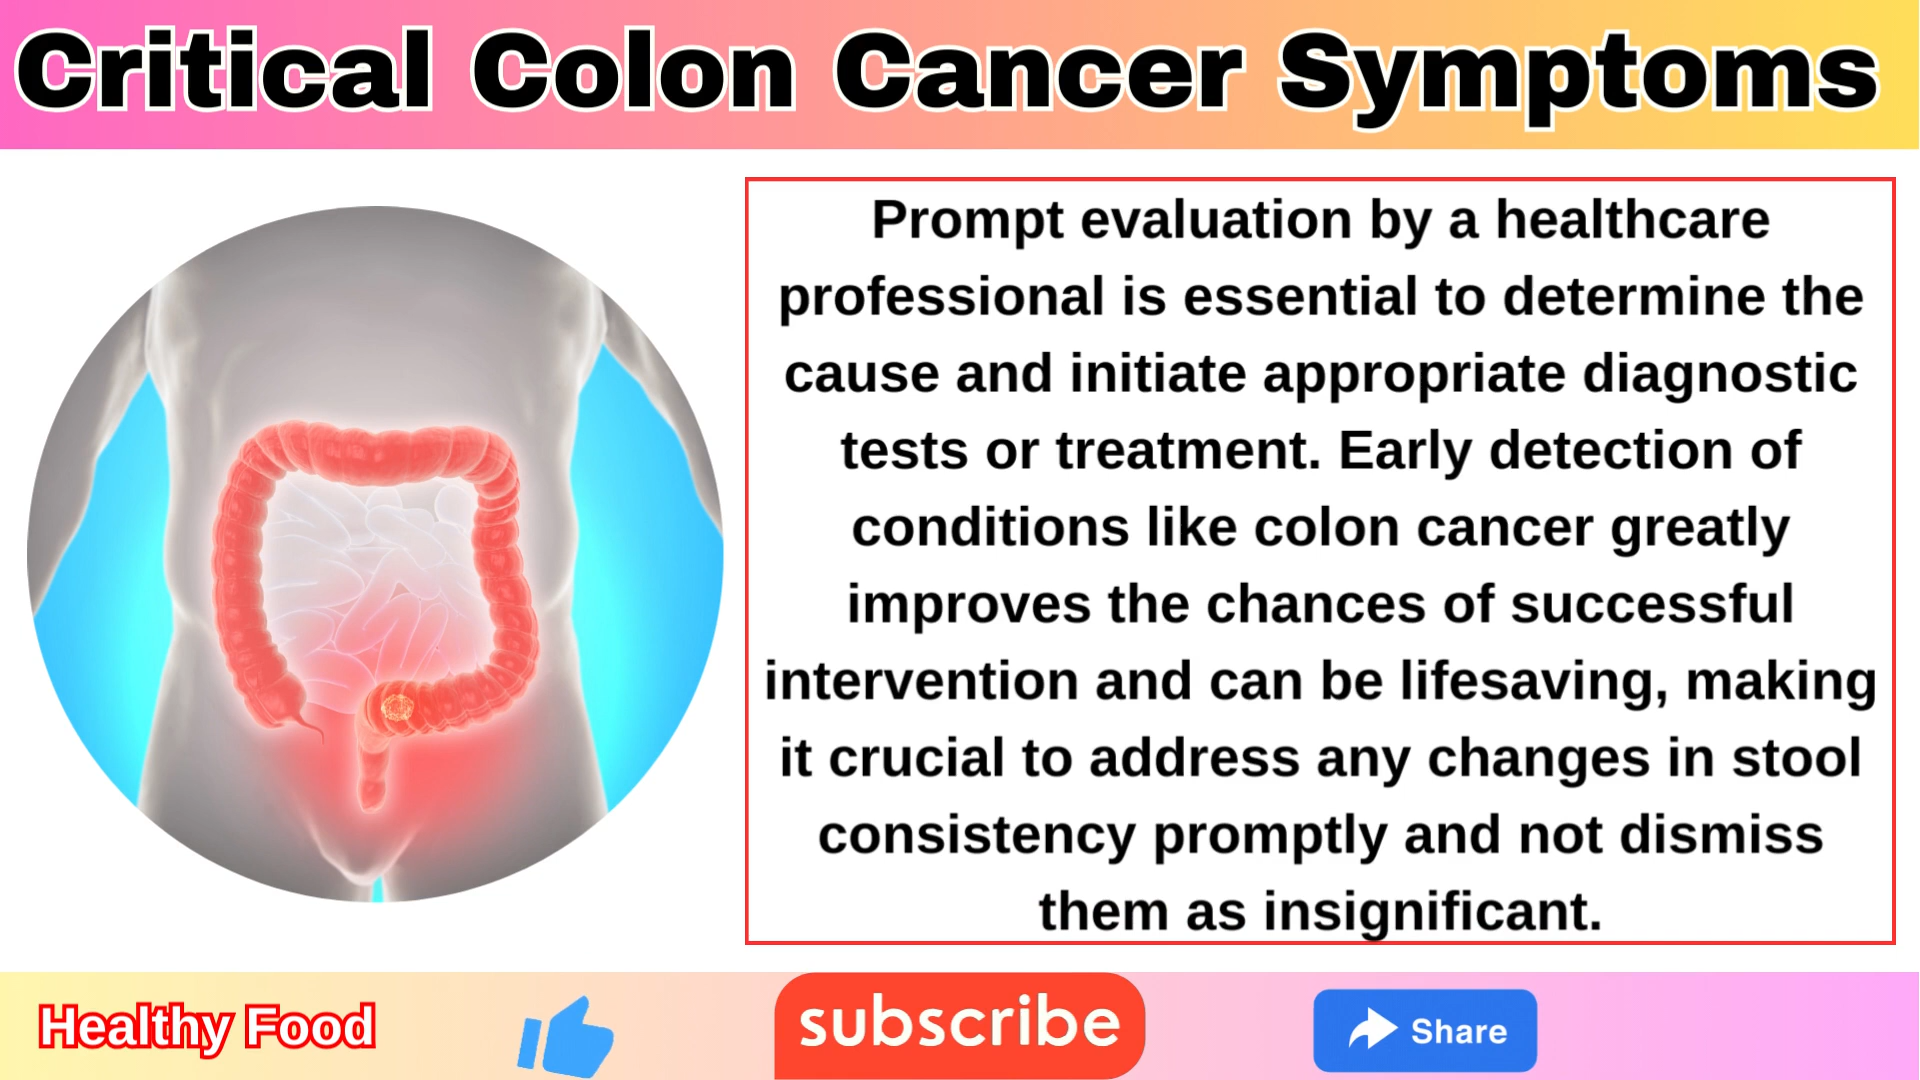 Critical Colon Cancer Symptoms
Prompt evaluation by a healthcare
professional is essential to determine the
cause and initiate appropriate diagnostic
tests or treatment. Early detection of
conditions like colon cancer greatly
improves the chances of successful
intervention and can be lifesaving, making
it crucial to address any changes in stool
consistency promptly and not dismiss
them as insignificant.
Healthy Food
subscribe
Share